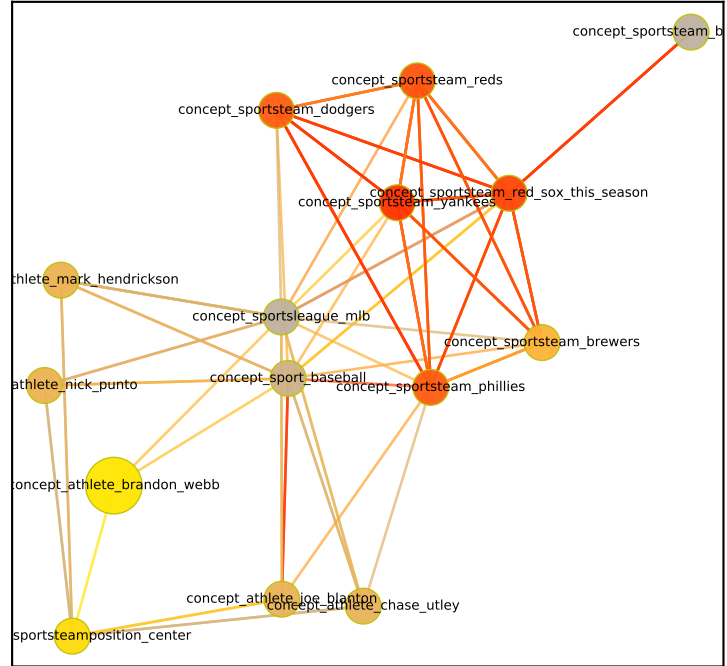 concept_sportsteam_b
concept_sportsteam_reds
concept_sportsteam_dodgers
concept_sportsteam_red_sox_this_season
concept_sportsteam_yankees
thlete_mark_hendrickson
concept_sportsleague_mlb
concept_sportsteam_brewers
concept_sport_baseball
athlete_nick_punto
concept_sportsteam_phillies
concept_athlete_brandon_webb
concept_athlete_joe_blanton
concept_athlete_chase_utley
sportsteamposition_center